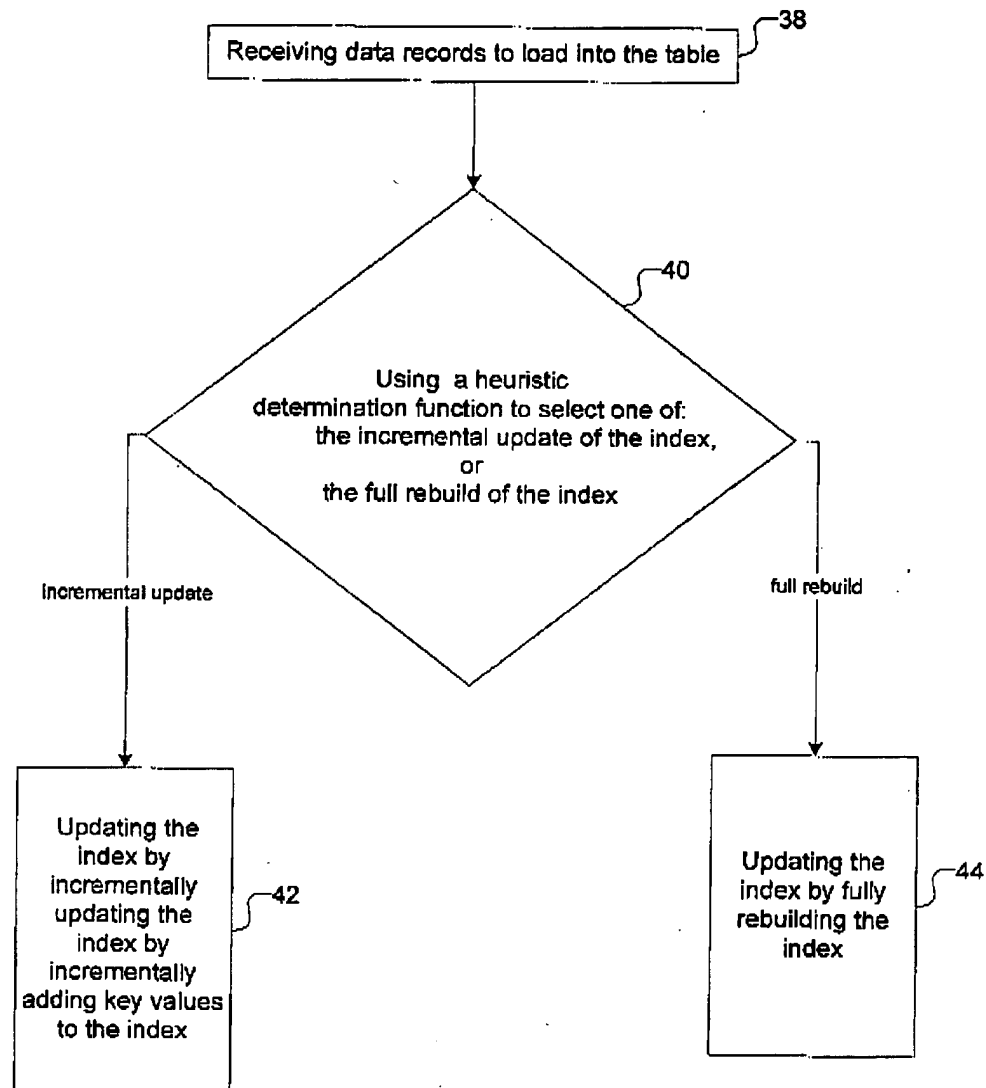 38
Receiving data records to load into the table
40
Using a heuristic
determination function to select one of:
the incremental update of the index,
or
the full rebuild of the index
incremental update
full rebuild
Updating the
index by
incrementally
updating the
index by
incrementally
adding key values
to the index
42
Updating the
index by fully
rebuilding the
index
44